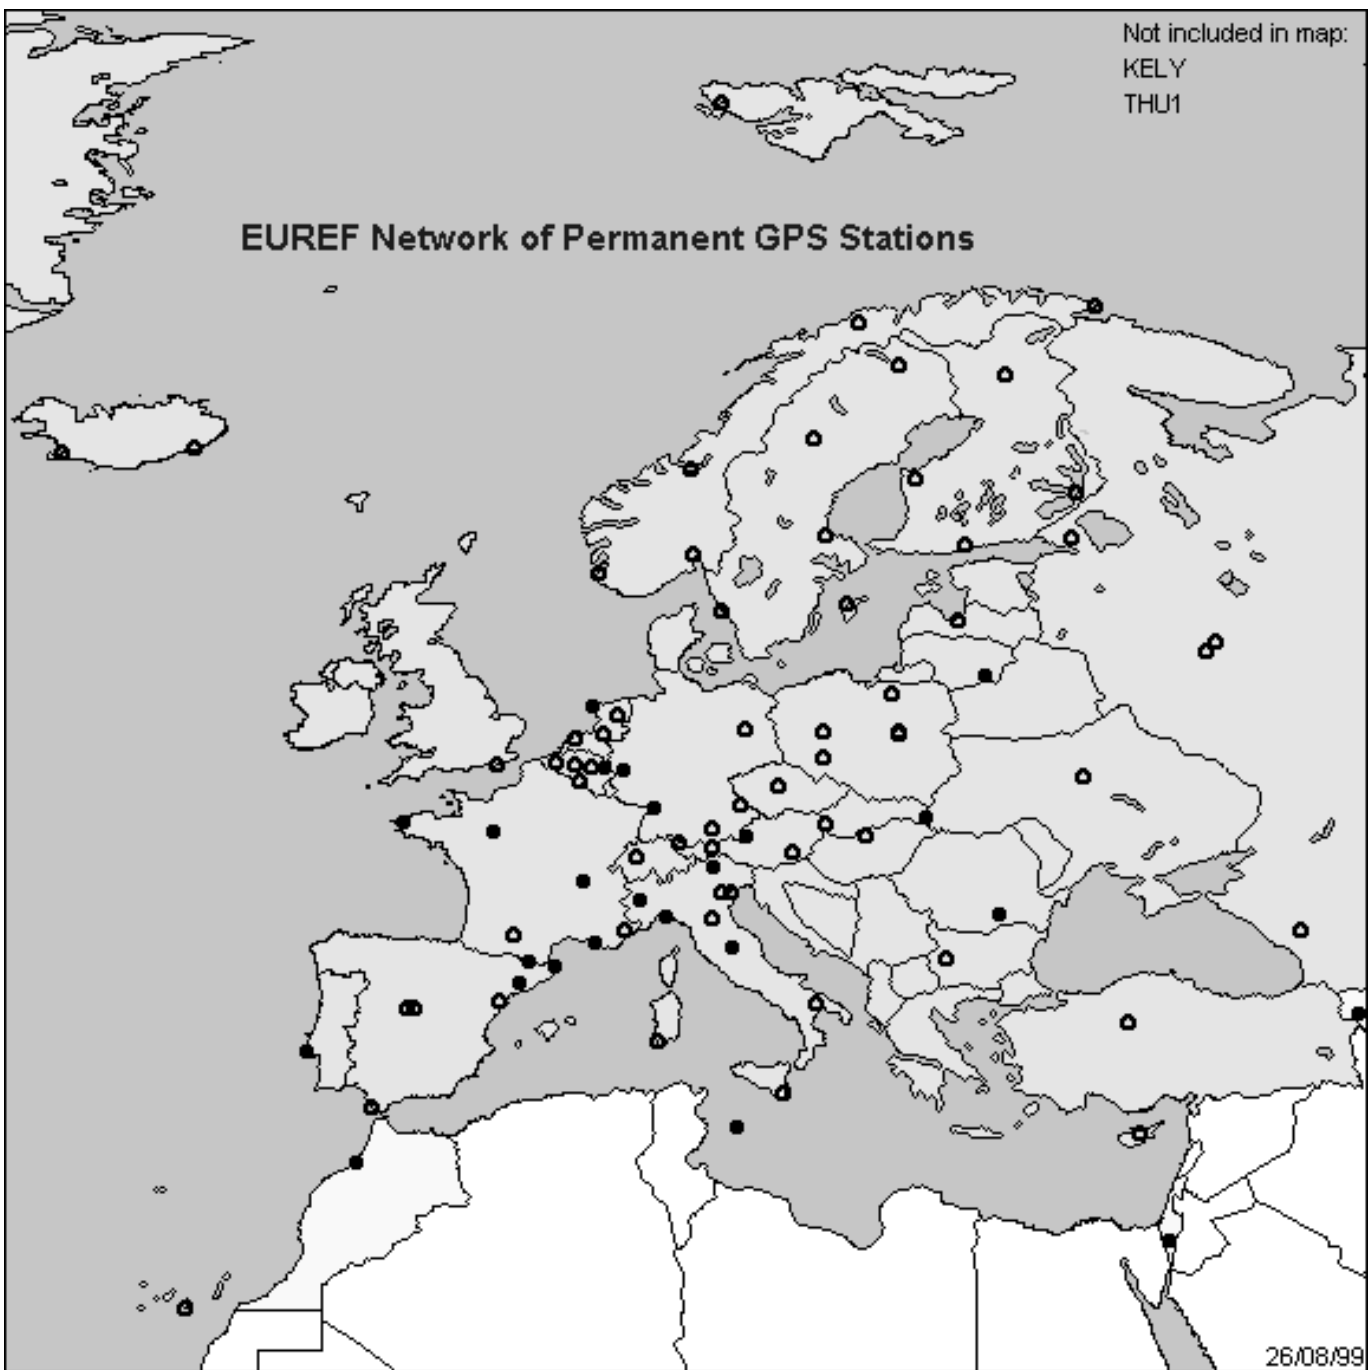 Not included in map:
KELY
THU1
EUREF Network of Permanent GPS Stations
26/08/99